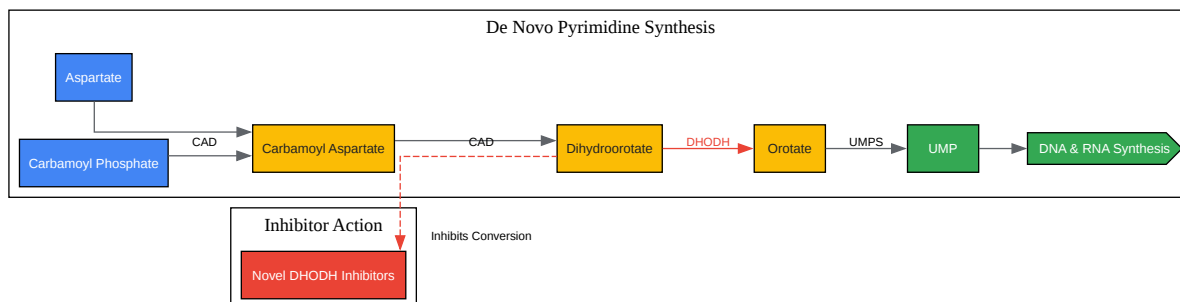 De Novo Pyrimidine Synthesis
Aspartate
Carbamoyl Phosphate
CAD
Carbamoyl Aspartate
CAD
Dihydroorotate
DHODH
Orotate
UMPS
UMP
DNA & RNA Synthesis
Inhibitor Action
Inhibits Conversion
Novel DHODH Inhibitors